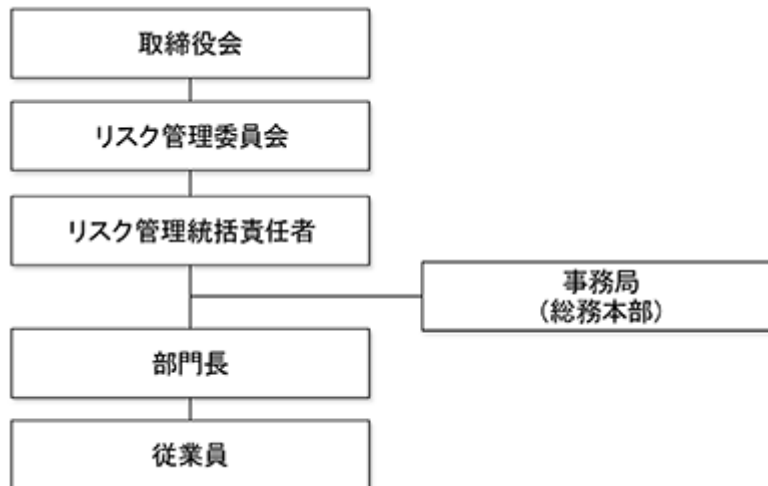 取締役会
リスク管理委員会
リスク管理統括責任者
事務局
(総務本部)
部門長
従業員